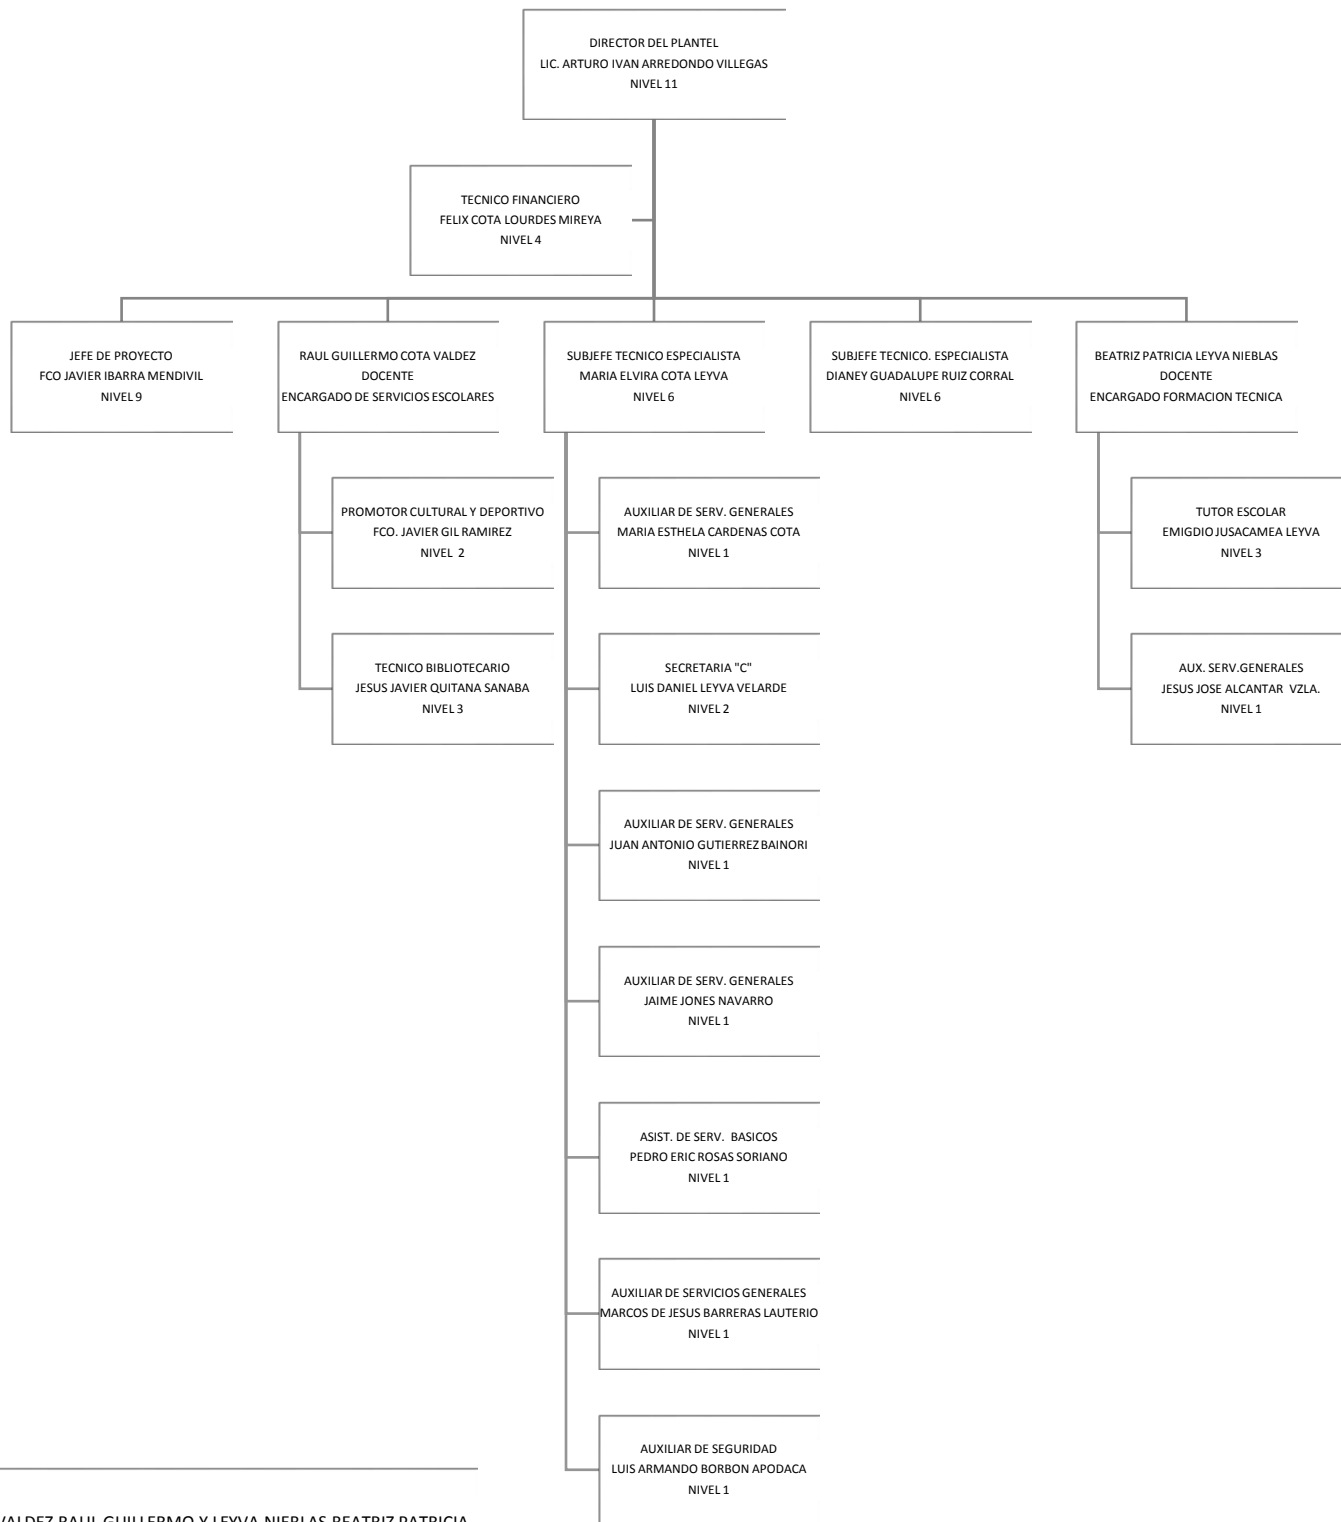 DIRECTOR DEL PLANTEL
LIC. ARTURO IVAN ARREDONDO VILLEGAS
NIVEL 11
TECNICO FINANCIERO
FELIX COTA LOURDES MIREYA
NIVEL 4
JEFE DE PROYECTO
FCO JAVIER IBARRA MENDIVIL
NIVEL 9
RAUL GUILLERMO COTA VALDEZ
DOCENTE
ENCARGADO DE SERVICIOS ESCOLARES
SUBJEFE TECNICO ESPECIALISTA
MARIA ELVIRA COTA LEYVA
NIVEL 6
SUBJEFE TECNICO. ESPECIALISTA
DIANEY GUADALUPE RUIZ CORRAL
NIVEL 6
BEATRIZ PATRICIA LEYVA NIEBLAS
DOCENTE
ENCARGADO FORMACION TECNICA
PROMOTOR CULTURAL Y DEPORTIVO
FCO. JAVIER GIL RAMIREZ
NIVEL 2
TECNICO BIBLIOTECARIO
JESUS JAVIER QUITANA SANABA
NIVEL 3
AUXILIAR DE SERV. GENERALES
MARIA ESTHELA CARDENAS COTA
NIVEL 1
SECRETARIA "C"
LUIS DANIEL LEYVA VELARDE
NIVEL 2
AUXILIAR DE SERV. GENERALES
JUAN ANTONIO GUTIERREZ BAINORI
NIVEL 1
AUXILIAR DE SERV. GENERALES
JAIME JONES NAVARRO
NIVEL 1
ASIST. DE SERV. BASICOS
PEDRO ERIC ROSAS SORIANO
NIVEL 1
AUXILIAR DE SERVICIOS GENERALES
MARCOS DE JESUS BARRERAS LAUTERIO
NIVEL 1
AUXILIAR DE SEGURIDAD
LUIS ARMANDO BORBON APODACA
NIVEL 1
TUTOR ESCOLAR
EMIGDIO JUSACAMEA LEYVA
NIVEL 3
AUX. SERV.GENERALES
JESUS JOSE ALCANTAR VZLA.
NIVEL 1
VALDEZ RAUL GUILLERMO Y LEYVA NIEBLAS BEATRIZ PATRICIA